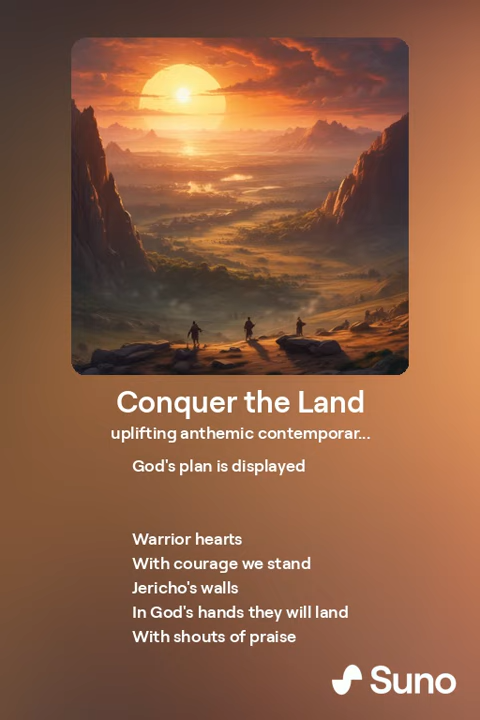 Conquer the Land
uplifting anthemic contemporar...
God's plan is displayed
Warrior hearts
With courage we stand
Jericho's walls
In God's hands they will land
With shouts of praise
Suno